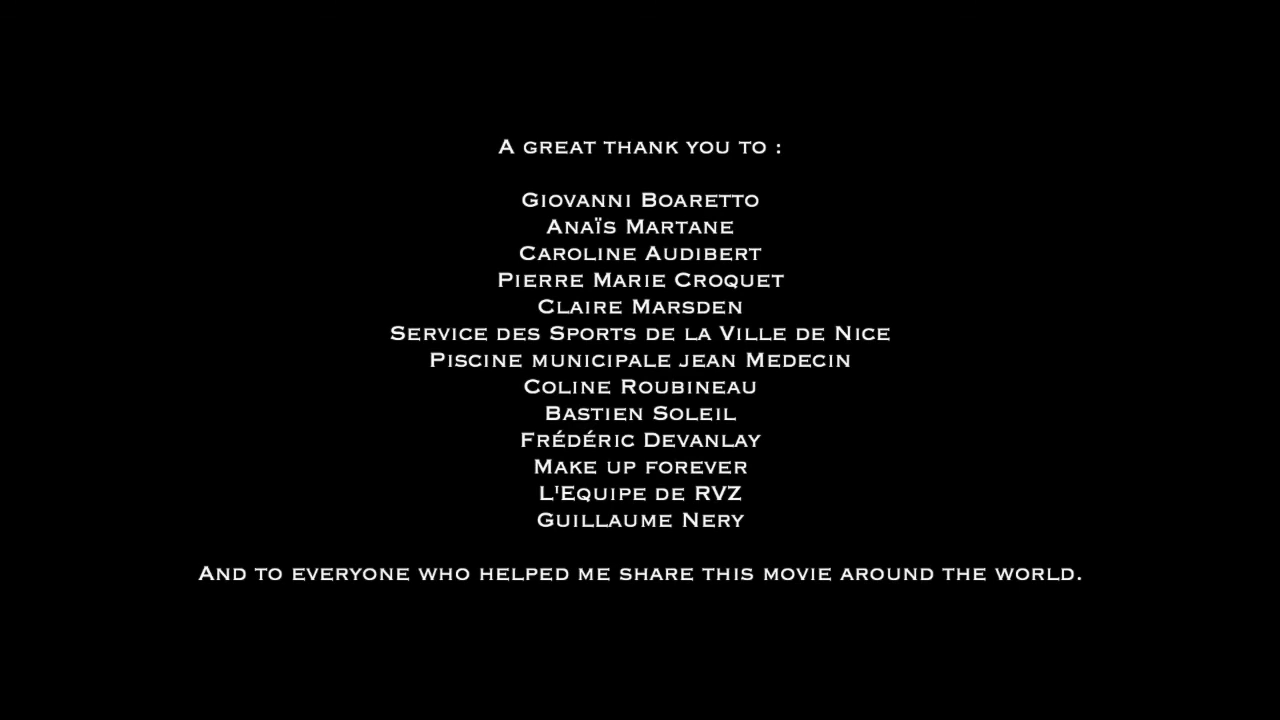 A great thank you to :
Giovanni Boaretto
Anaïs Martane
Caroline Audibert
Pierre Marie Croquet
Claire Marsden
Service des Sports de la Ville de Nice
Piscine municipale jean Medecin
Coline Roubineau
Bastien Soleil
Frédéric Devanlay
Make up forever
L'Equipe de RVZ
Guillaume Nery
And to everyone who helped me share this movie around the world.